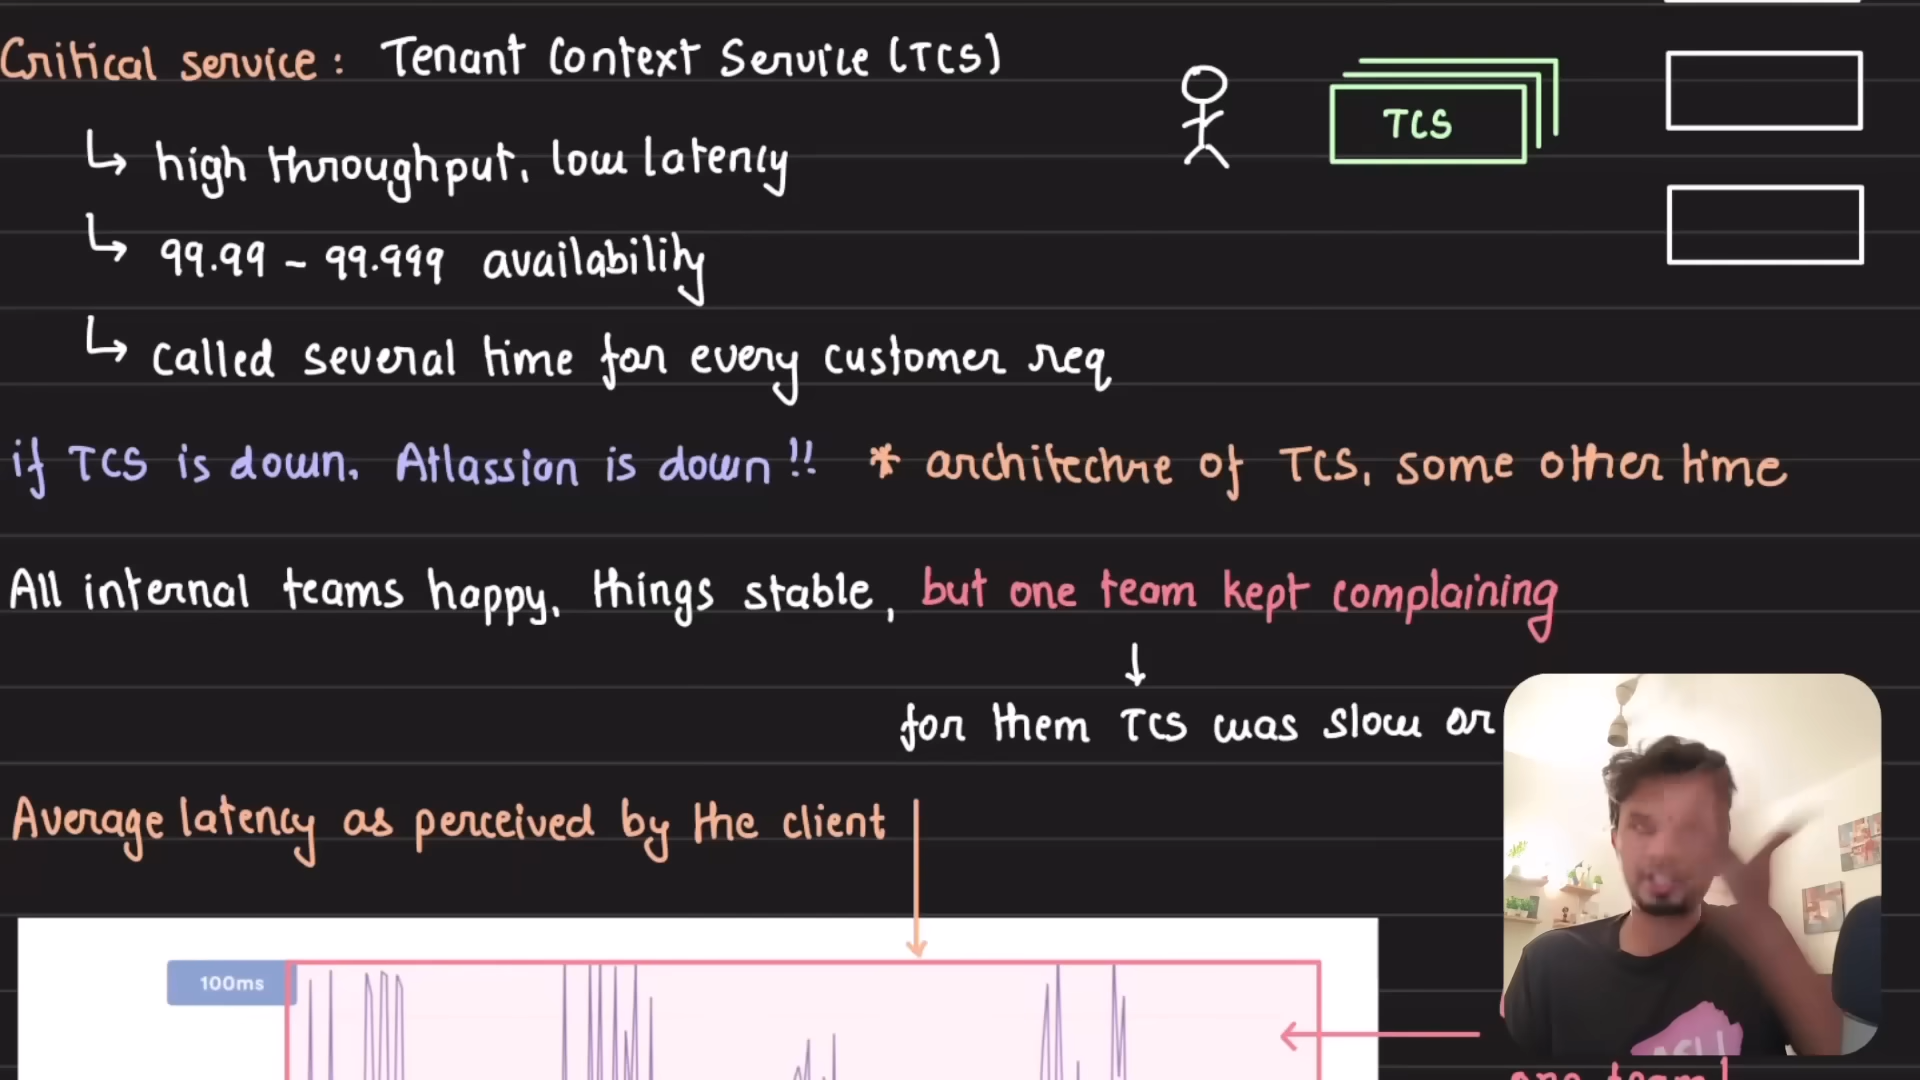 Critical service : Tenant Context Service (TCS)
TCS
↳ high throughput, low latency
↳ 99.99 - 99.999 availability
↳ called several time for every customer req
if TCS is down, Atlassion is down !! * architecture of TCS, some other time
All internal teams happy, things stable, but one team kept complaining
↓
for them TCS was slow or
Average latency as perceived by the client
100ms
one team!